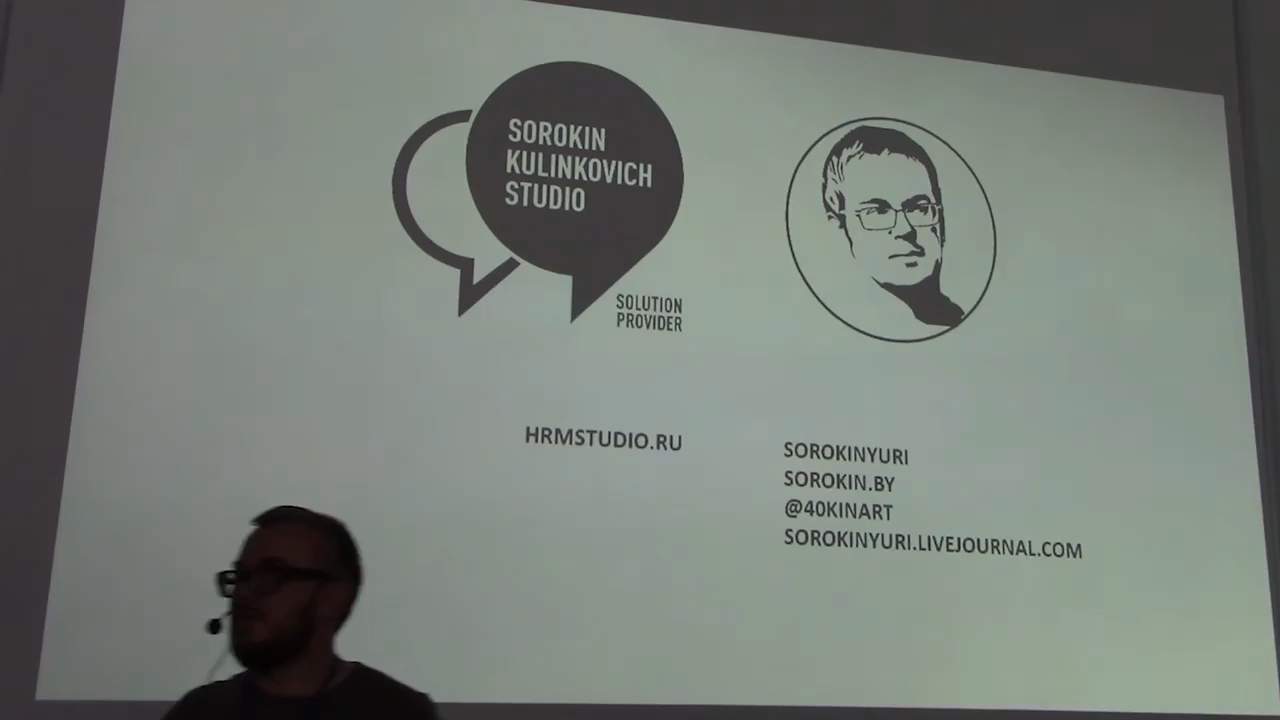 SOROKIN
KULINKOVICH
STUDIO
SOLUTION
PROVIDER
HRMSTUDIO.RU
SOROKINYURI
SOROKIN.BY
@40KINART
SOROKINYURI.LIVEJOURNAL.COM